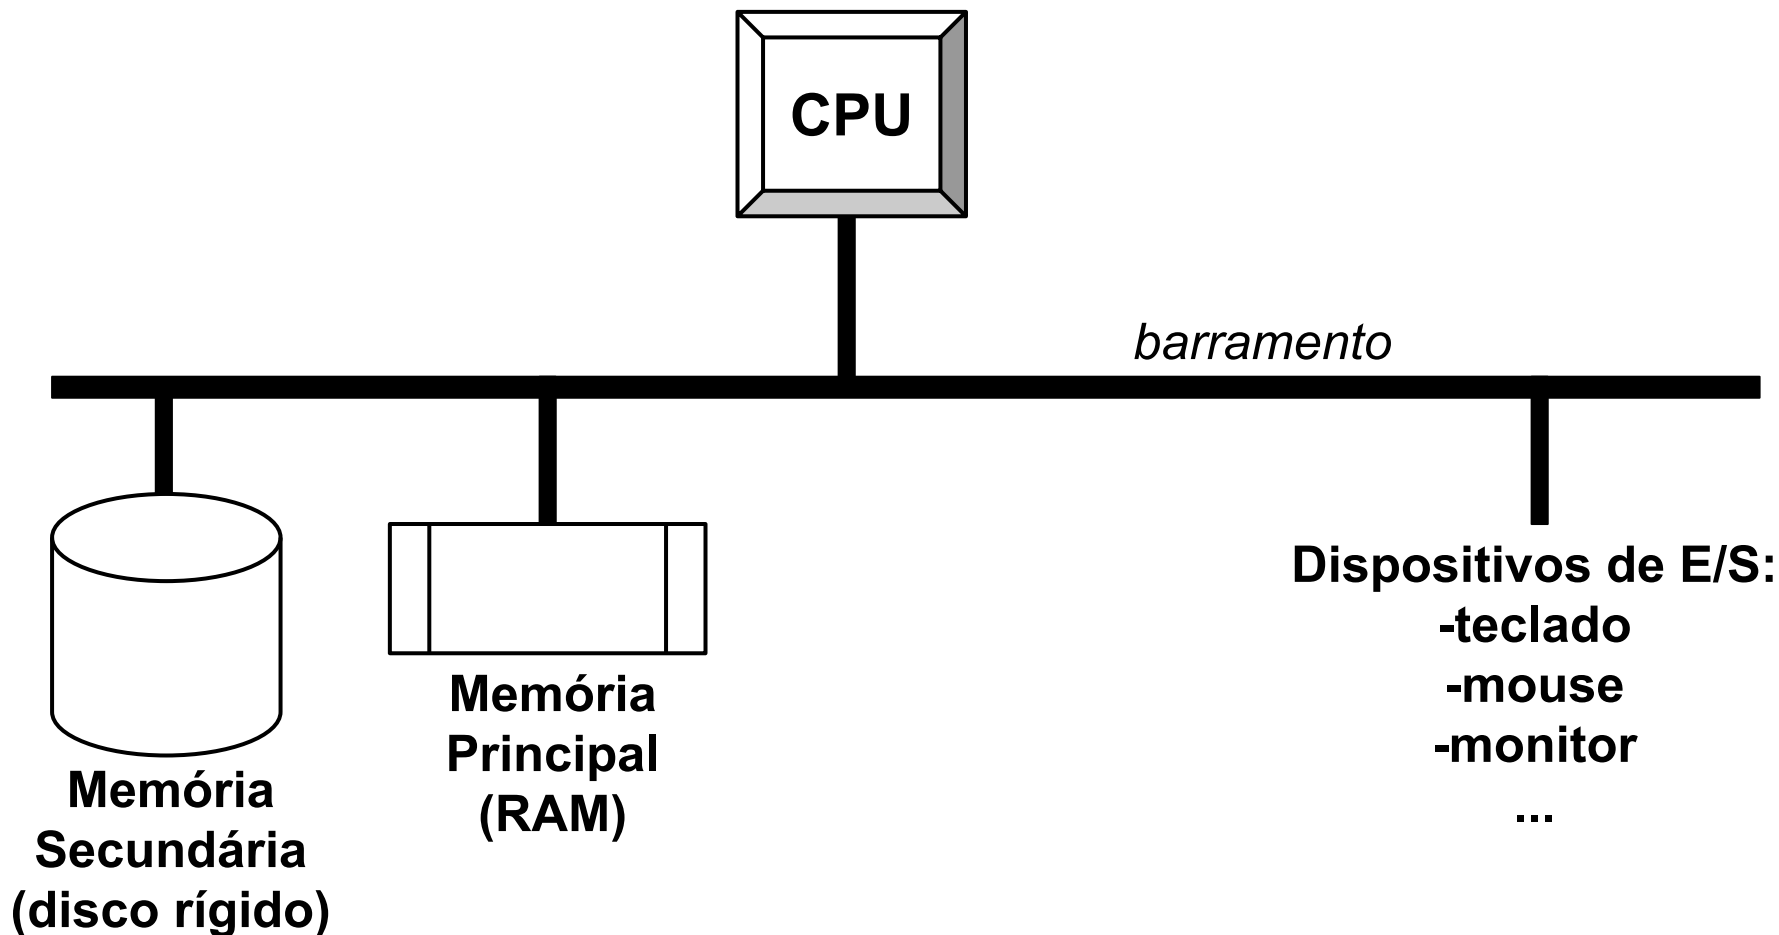 CPU
barramento
Memória
Secundária
(disco rígido)
Memória
Principal
(RAM)
Dispositivos de E/S:
-teclado
-mouse
-monitor
...